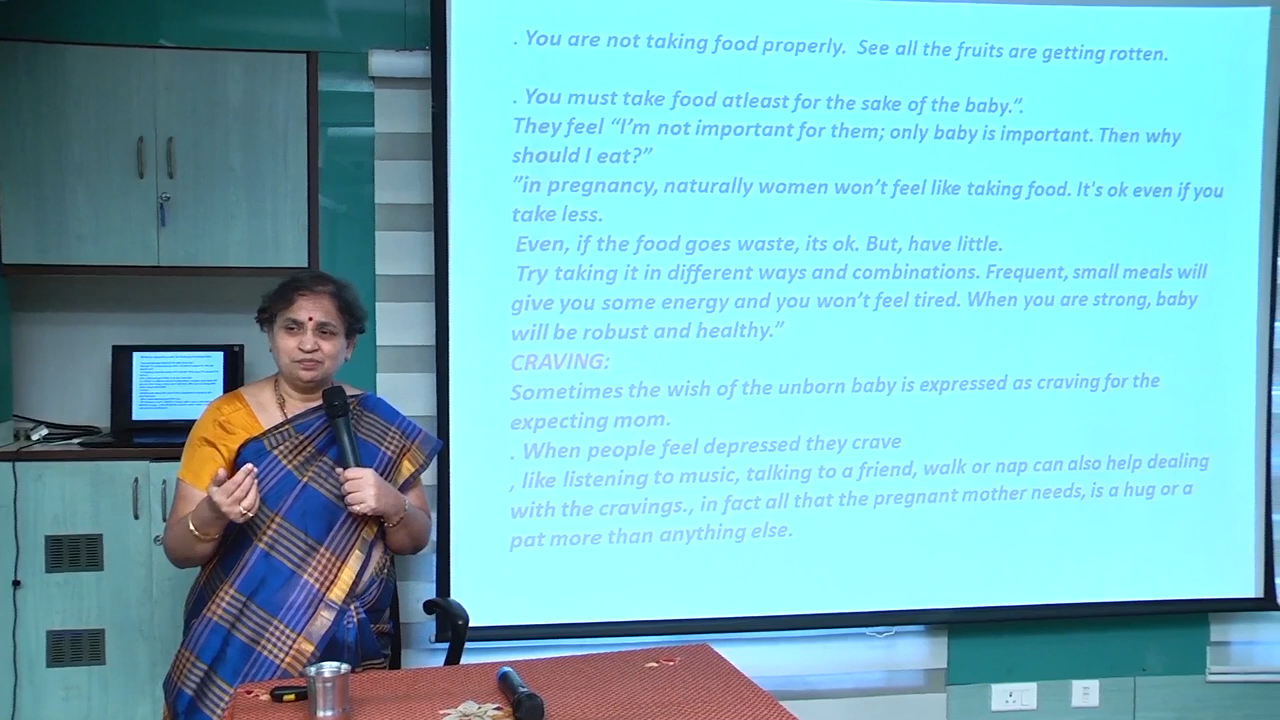 . You are not taking food properly. See all the fruits are getting rotten.
. You must take food atleast for the sake of the baby.”.
They feel “I’m not important for them; only baby is important. Then why
should I eat?”
”in pregnancy, naturally women won’t feel like taking food. It's ok even if you
take less.
Even, if the food goes waste, its ok. But, have little.
Try taking it in different ways and combinations. Frequent, small meals will
give you some energy and you won’t feel tired. When you are strong, baby
will be robust and healthy.”
CRAVING:
Sometimes the wish of the unborn baby is expressed as craving for the
expecting mom.
. When people feel depressed they crave
, like listening to music, talking to a friend, walk or nap can also help dealing
with the cravings., in fact all that the pregnant mother needs, is a hug or a
pat more than anything else.